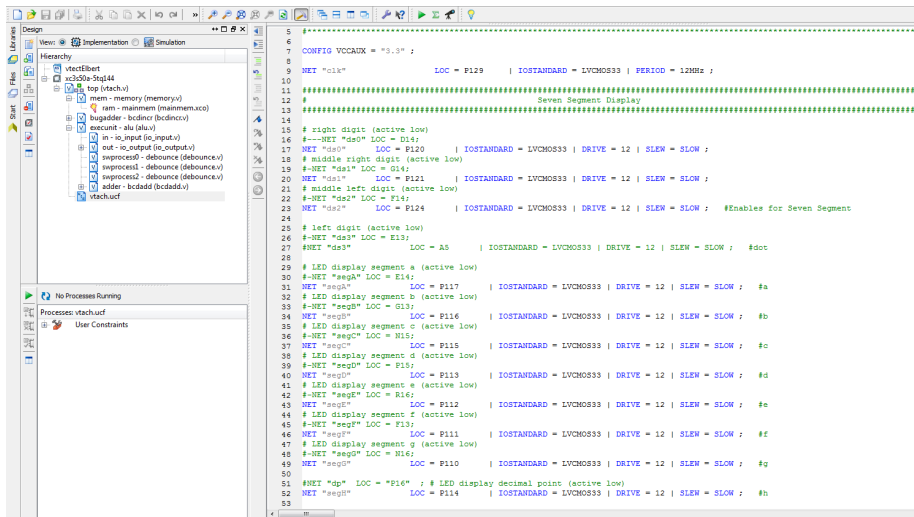 Design
View:
Implementation
Simulation
Hierarchy
vtectElbert
xc3s50a-5tq144
top (vtach.v)
mem - memory (memory.v)
ram - mainmem (mainmem.xco)
bugadder - bcdincr (bcdincr.v)
execunit - alu (alu.v)
in - io_input (io_input.v)
out - io_output (io_output.v)
swprocess0 - debounce (debounce.v)
swprocess1 - debounce (debounce.v)
swprocess2 - debounce (debounce.v)
adder - bcdadd (bcdadd.v)
vtach.ucf
Start
Files
Libraries
No Processes Running
Processes: vtach.ucf
User Constraints
5
6
7 CONFIG VCCAUX = "3.3" ;
8
9 NET "clk" LOC = P129 | IOSTANDARD = LVCMOS33 | PERIOD = 12MHz ;
10
11
12 # Seven Segment Display
13
14
15 # right digit (active low)
16 #---NET "ds0" LOC = D14;
17 NET "ds0" LOC = P120 | IOSTANDARD = LVCMOS33 | DRIVE = 12 | SLEW = SLOW ;
18 # middle right digit (active low)
19 #-NET "ds1" LOC = G14;
20 NET "ds1" LOC = P121 | IOSTANDARD = LVCMOS33 | DRIVE = 12 | SLEW = SLOW ;
21 # middle left digit (active low)
22 #-NET "ds2" LOC = F14;
23 NET "ds2" LOC = P124 | IOSTANDARD = LVCMOS33 | DRIVE = 12 | SLEW = SLOW ; #Enables for Seven Segment
24
25 # left digit (active low)
26 #-NET "ds3" LOC = E13;
27 #NET "ds3" LOC = A5 | IOSTANDARD = LVCMOS33 | DRIVE = 12 | SLEW = SLOW ; #dot
28
29 # LED display segment a (active low)
30 #-NET "segA" LOC = E14;
31 NET "segA" LOC = P117 | IOSTANDARD = LVCMOS33 | DRIVE = 12 | SLEW = SLOW ; #a
32 # LED display segment b (active low)
33 #-NET "segB" LOC = G13;
34 NET "segB" LOC = P116 | IOSTANDARD = LVCMOS33 | DRIVE = 12 | SLEW = SLOW ; #b
35 # LED display segment c (active low)
36 #-NET "segC" LOC = N15;
37 NET "segC" LOC = P115 | IOSTANDARD = LVCMOS33 | DRIVE = 12 | SLEW = SLOW ; #c
38 # LED display segment d (active low)
39 #-NET "segD" LOC = P15;
40 NET "segD" LOC = P113 | IOSTANDARD = LVCMOS33 | DRIVE = 12 | SLEW = SLOW ; #d
41 # LED display segment e (active low)
42 #-NET "segE" LOC = R16;
43 NET "segE" LOC = P112 | IOSTANDARD = LVCMOS33 | DRIVE = 12 | SLEW = SLOW ; #e
44 # LED display segment f (active low)
45 #-NET "segF" LOC = F13;
46 NET "segF" LOC = P111 | IOSTANDARD = LVCMOS33 | DRIVE = 12 | SLEW = SLOW ; #f
47 # LED display segment g (active low)
48 #-NET "segG" LOC = N16;
49 NET "segG" LOC = P110 | IOSTANDARD = LVCMOS33 | DRIVE = 12 | SLEW = SLOW ; #g
50
51 #NET "dp" LOC = "P16" ; # LED display decimal point (active low)
52 NET "segH" LOC = P114 | IOSTANDARD = LVCMOS33 | DRIVE = 12 | SLEW = SLOW ; #h
53